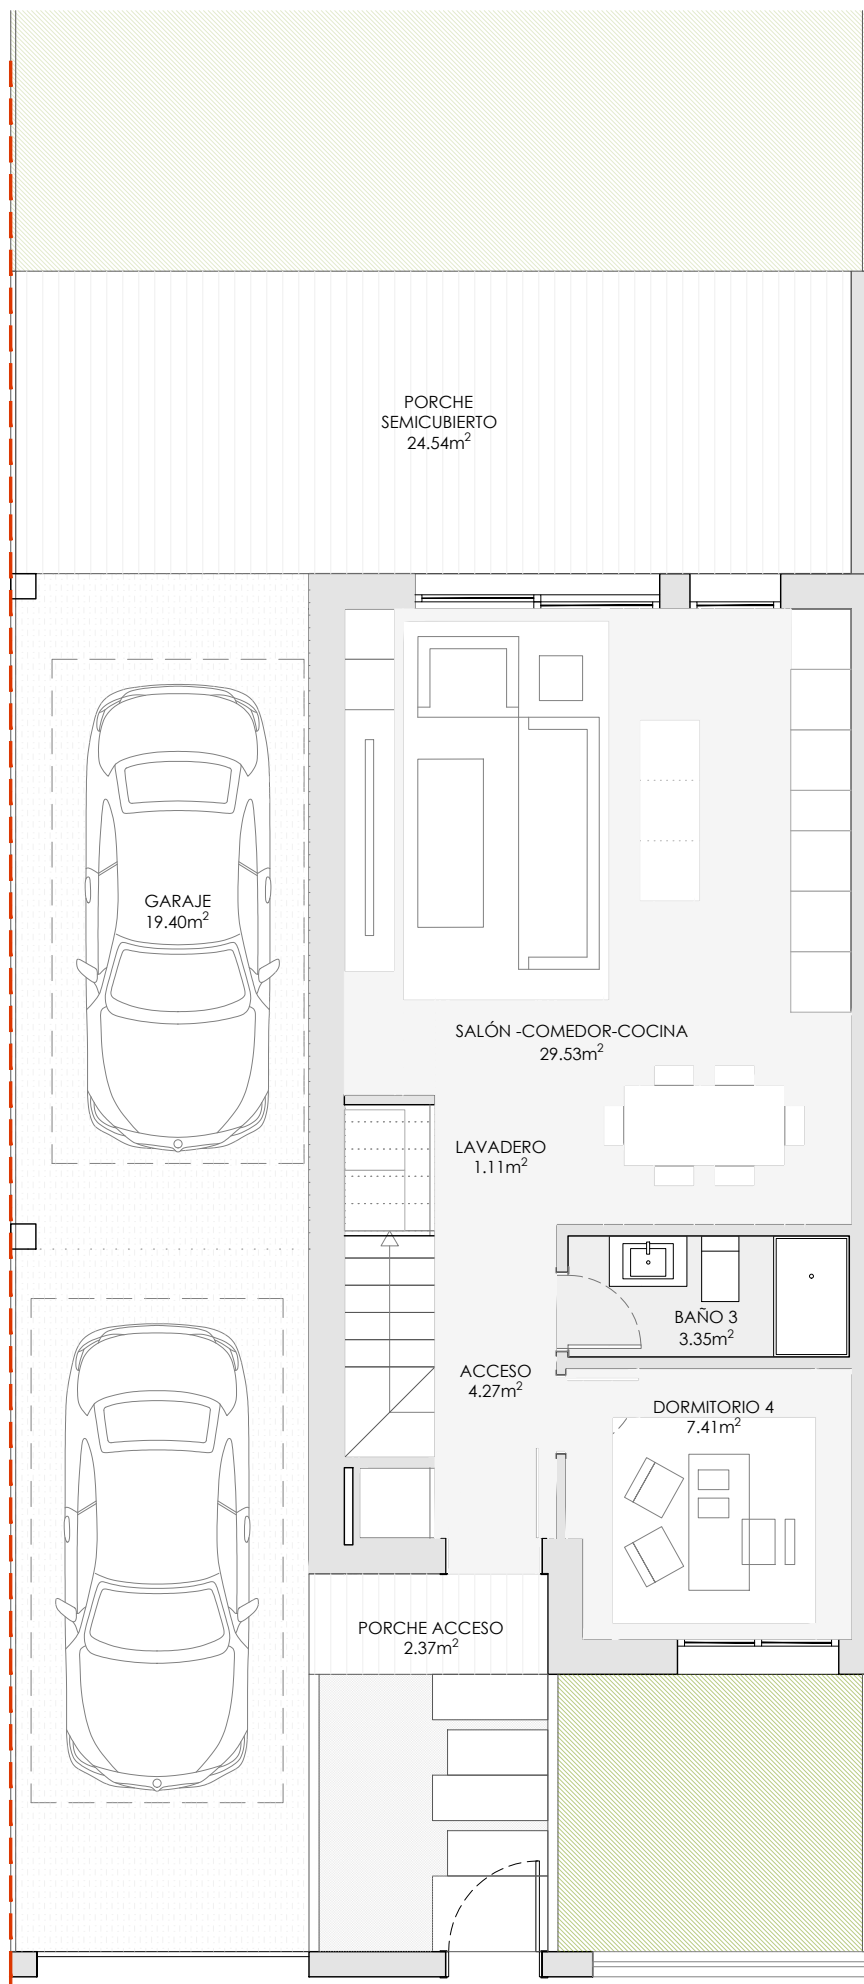 PORCHE
SEMICUBIERTO
24.54m²
GARAJE
19.40m²
SALÓN -COMEDOR-COCINA
29.53m²
LAVADERO
1.11m²
BAÑO 3
3.35m²
ACCESO
4.27m²
DORMITORIO 4
7.41m²
PORCHE ACCESO
2.37m²